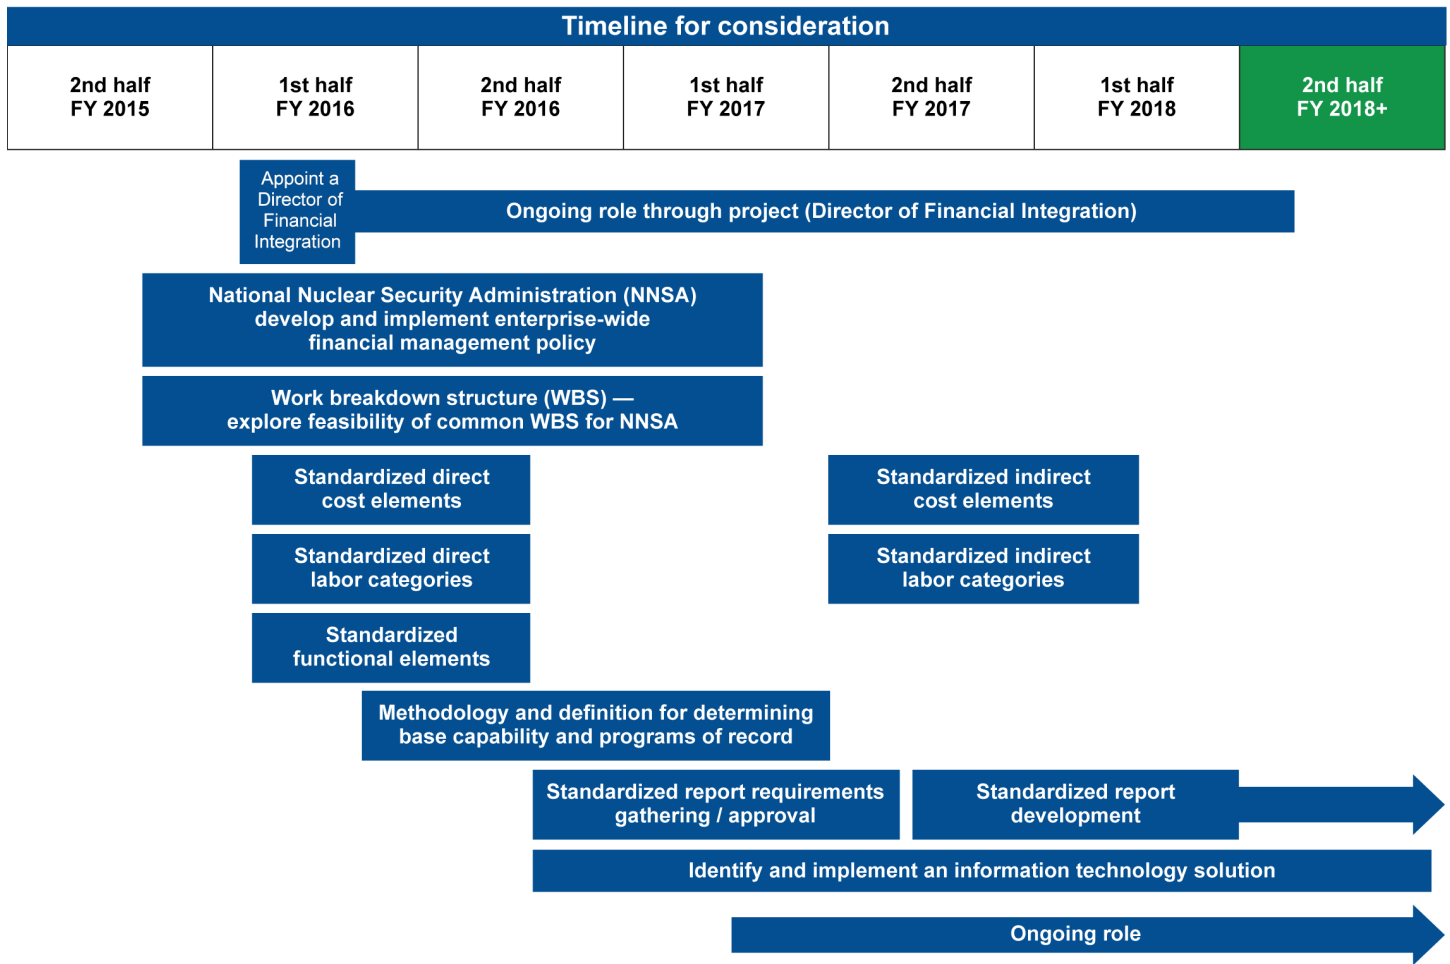 Timeline for consideration
2nd half
FY 2015
1st half
FY 2016
2nd half
FY 2016
1st half
FY 2017
2nd half
FY 2017
1st half
FY 2018
2nd half
FY 2018+
Appoint a
Director of
Financial
Integration
Ongoing role through project (Director of Financial Integration)
National Nuclear Security Administration (NNSA)
develop and implement enterprise-wide
financial management policy
Work breakdown structure (WBS) —
explore feasibility of common WBS for NNSA
Standardized direct
cost elements
Standardized indirect
cost elements
Standardized direct
labor categories
Standardized indirect
labor categories
Standardized
functional elements
Methodology and definition for determining
base capability and programs of record
Standardized report requirements
gathering / approval
Standardized report
development
Identify and implement an information technology solution
Ongoing role